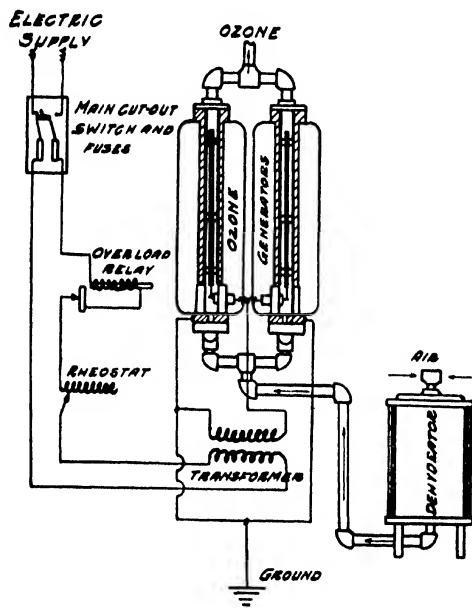 ELECTRIC
SUPPLY
OZONE
MAIN CUT-OUT
SWITCH AND
FUSES
OZONE
GENERATORS
OVERLOAD
RELAY
RHEOSTAT
AIR
TRANSFORMER
DEHYDRATOR
GROUND